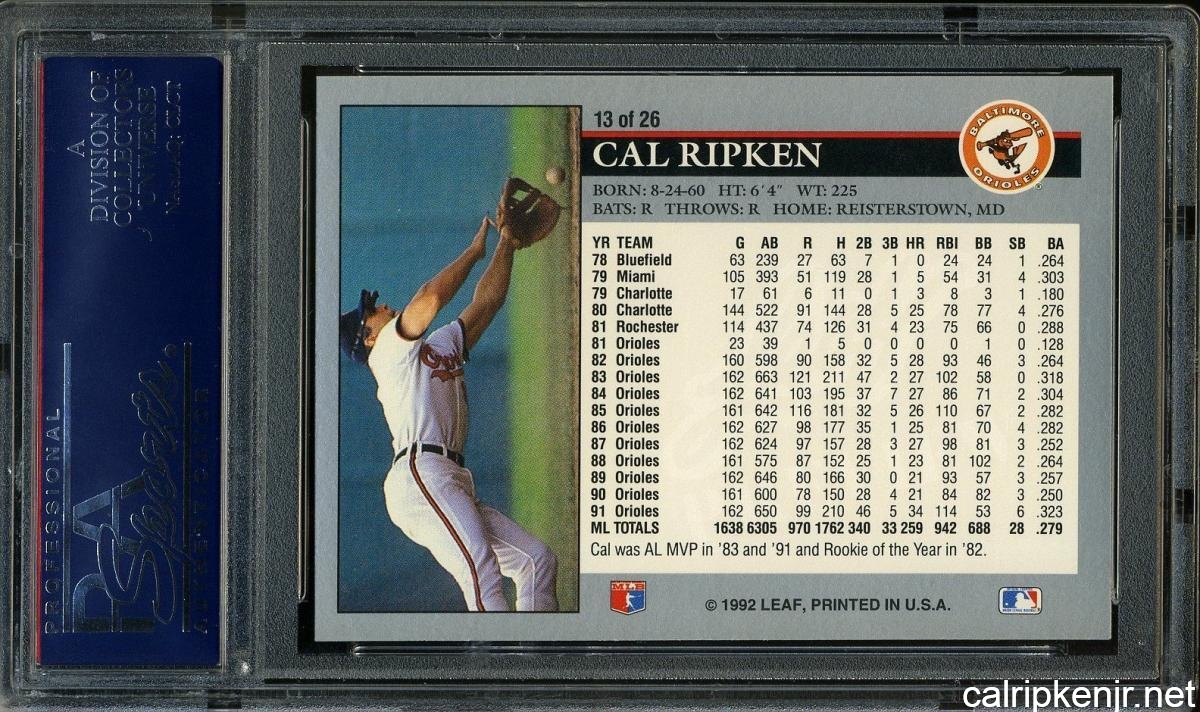 A
DIVISION OF
COLLECTORS
UNIVERSE
NASDAQ: CLCT
PROFESSIONAL
PSA
Sports
AUTHENTICATOR
13 of 26
CAL RIPKEN
BALTIMORE
ORIOLES
BORN: 8-24-60 HT: 6'4" WT: 225
BATS: R THROWS: R HOME: REISTERSTOWN, MD
YR TEAM G AB R H 2B 3B HR RBI BB SB BA
78 Bluefield 63 239 27 63 7 1 0 24 24 1 .264
79 Miami 105 393 51 119 28 1 5 54 31 4 .303
79 Charlotte 17 61 6 11 0 1 3 8 3 1 .180
80 Charlotte 144 522 91 144 28 5 25 78 77 4 .276
81 Rochester 114 437 74 126 31 4 23 75 66 0 .288
81 Orioles 23 39 1 5 0 0 0 0 1 0 .128
82 Orioles 160 598 90 158 32 5 28 93 46 3 .264
83 Orioles 162 663 121 211 47 2 27 102 58 0 .318
84 Orioles 162 641 103 195 37 7 27 86 71 2 .304
85 Orioles 161 642 116 181 32 5 26 110 67 2 .282
86 Orioles 162 627 98 177 35 1 25 81 70 4 .282
87 Orioles 162 624 97 157 28 3 27 98 81 3 .252
88 Orioles 161 575 87 152 25 1 23 81 102 2 .264
89 Orioles 162 646 80 166 30 0 21 93 57 3 .257
90 Orioles 161 600 78 150 28 4 21 84 82 3 .250
91 Orioles 162 650 99 210 46 5 34 114 53 6 .323
ML TOTALS 1638 6305 970 1762 340 33 259 942 688 28 .279
Cal was AL MVP in '83 and '91 and Rookie of the Year in '82.
MLB
© 1992 LEAF, PRINTED IN U.S.A.
calripkenjr.net